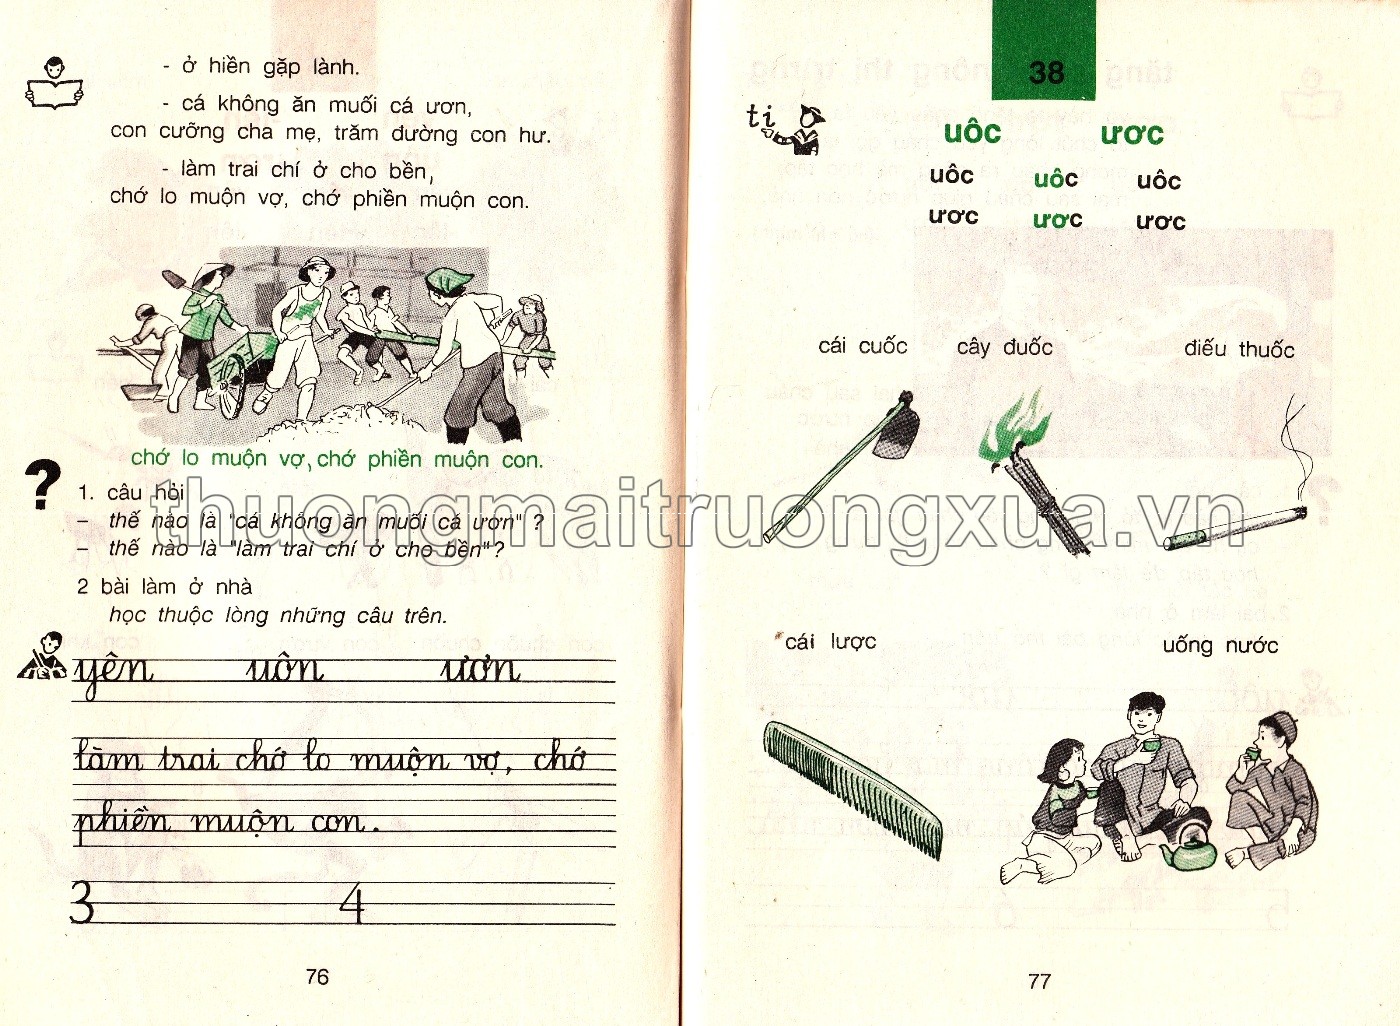 - ở hiền gặp lành.
- cá không ăn muối cá ươn,
con cưỡng cha mẹ, trăm đường con hư.
- làm trai chí ở cho bền,
chớ lo muộn vợ, chớ phiền muộn con.
chớ lo muộn vợ, chớ phiền muộn con.
?
1. câu hỏi
– thế nào là "cá không ăn muối cá ươn" ?
– thế nào là "làm trai chí ở cho bền"?
2 bài làm ở nhà
học thuộc lòng những câu trên.
yên uôn ươn
làm trai chớ lo muộn vợ, chớ
phiền muộn con.
3 4
76
38
ti
uôc ươc
uôc uôc uôc
ươc ươc ươc
cái cuốc cây đuốc điếu thuốc
cái lược uống nước
77
thuongmaitruongxua.vn